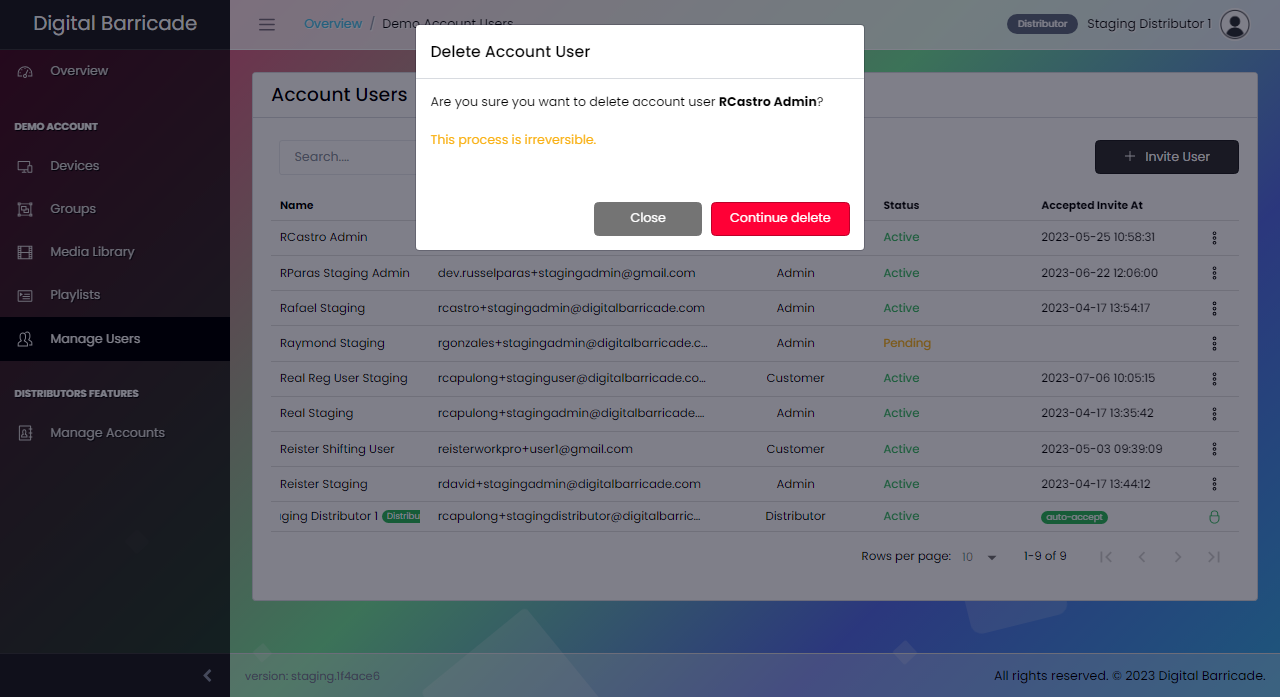 Digital Barricade
Overview / Demo Account Users
Distributor Staging Distributor 1
Overview
DEMO ACCOUNT
Devices
Groups
Media Library
Playlists
Manage Users
DISTRIBUTORS FEATURES
Manage Accounts
Delete Account User
Are you sure you want to delete account user RCastro Admin?
This process is irreversible.
Close Continue delete
Account Users
Search....
+ Invite User
Name Status Accepted Invite At
RCastro Admin Active 2023-05-25 10:58:31
RParas Staging Admin dev.russelparas+stagingadmin@gmail.com Admin Active 2023-06-22 12:06:00
Rafael Staging rcastro+stagingadmin@digitalbarricade.com Admin Active 2023-04-17 13:54:17
Raymond Staging rgonzales+stagingadmin@digitalbarricade.c... Admin Pending
Real Reg User Staging rcapulong+staginguser@digitalbarricade.co... Customer Active 2023-07-06 10:05:15
Real Staging rcapulong+stagingadmin@digitalbarricade.... Admin Active 2023-04-17 13:35:42
Reister Shifting User reisterworkpro+user1@gmail.com Customer Active 2023-05-03 09:39:09
Reister Staging rdavid+stagingadmin@digitalbarricade.com Admin Active 2023-04-17 13:44:12
ging Distributor 1 Distribu rcapulong+stagingdistributor@digitalbarric... Distributor Active auto-accept
Rows per page: 10 1-9 of 9
version: staging.1f4ace6
All rights reserved. © 2023 Digital Barricade.